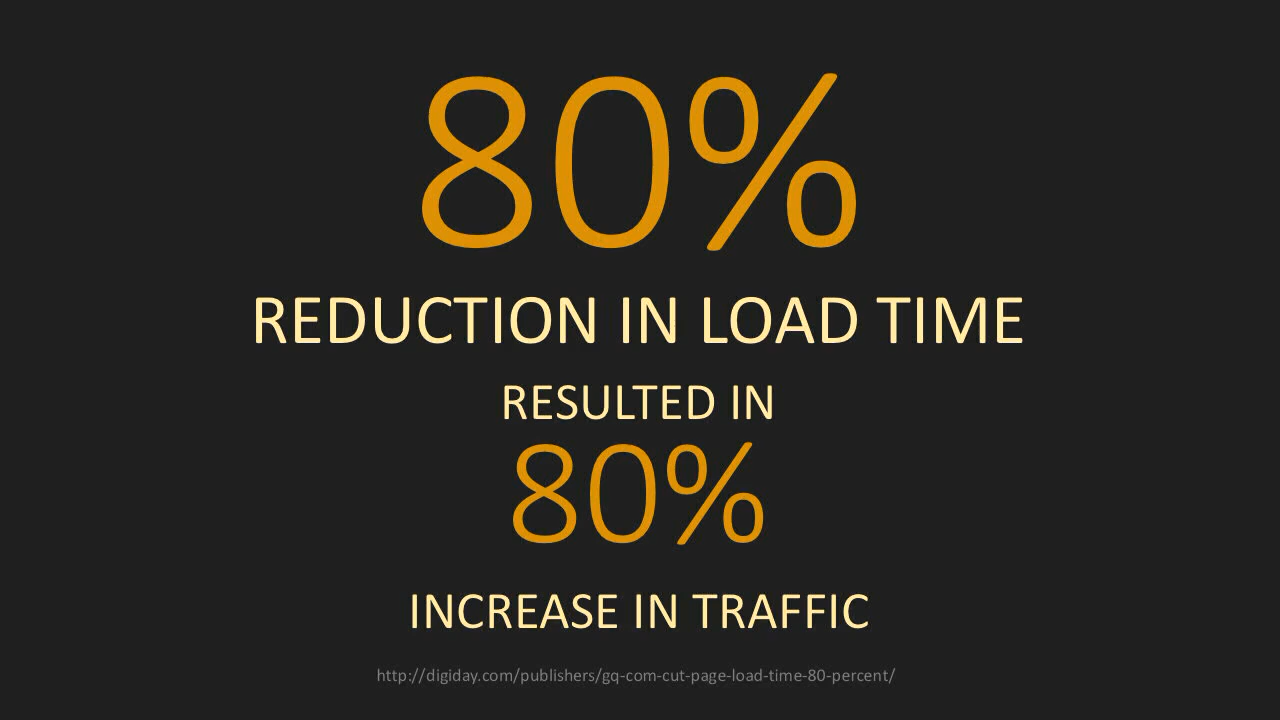 80%
REDUCTION IN LOAD TIME
RESULTED IN
80%
INCREASE IN TRAFFIC
http://digiday.com/publishers/gq-com-cut-page-load-time-80-percent/